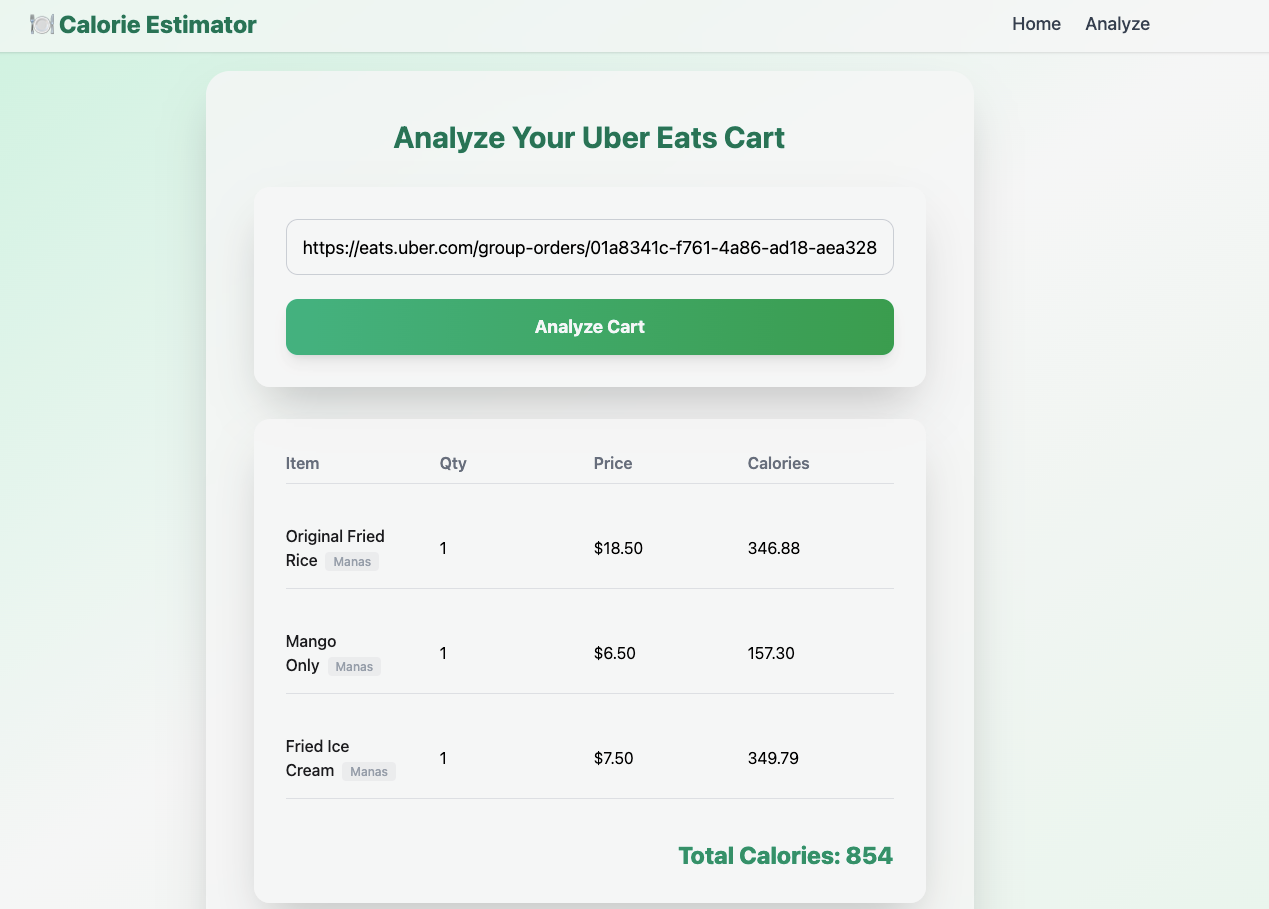 🍽️ Calorie Estimator
Home Analyze
Analyze Your Uber Eats Cart
https://eats.uber.com/group-orders/01a8341c-f761-4a86-ad18-aea328
Analyze Cart
Item Qty Price Calories
Original Fried
Rice Manas
1 $18.50 346.88
Mango
Only Manas
1 $6.50 157.30
Fried Ice
Cream Manas
1 $7.50 349.79
Total Calories: 854